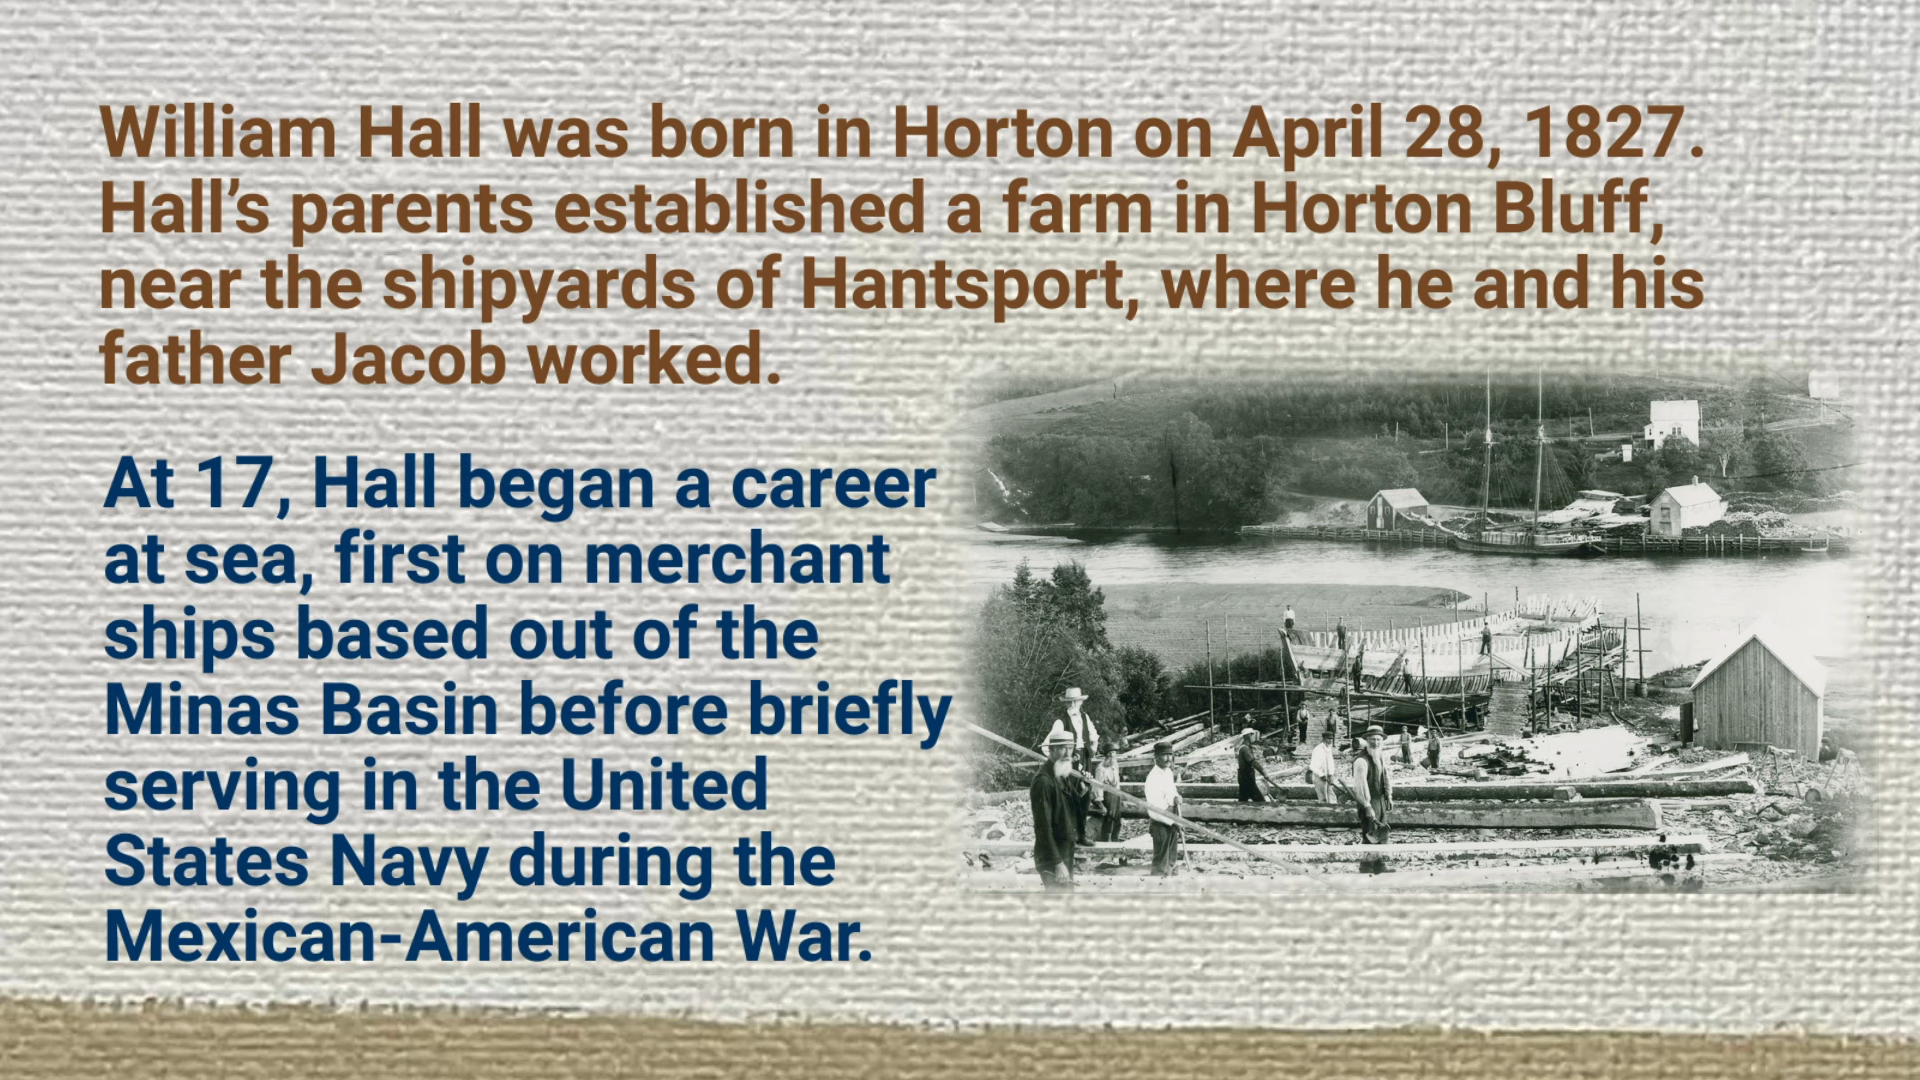 William Hall was born in Horton on April 28, 1827.
Hall’s parents established a farm in Horton Bluff,
near the shipyards of Hantsport, where he and his
father Jacob worked.
At 17, Hall began a career
at sea, first on merchant
ships based out of the
Minas Basin before briefly
serving in the United
States Navy during the
Mexican-American War.